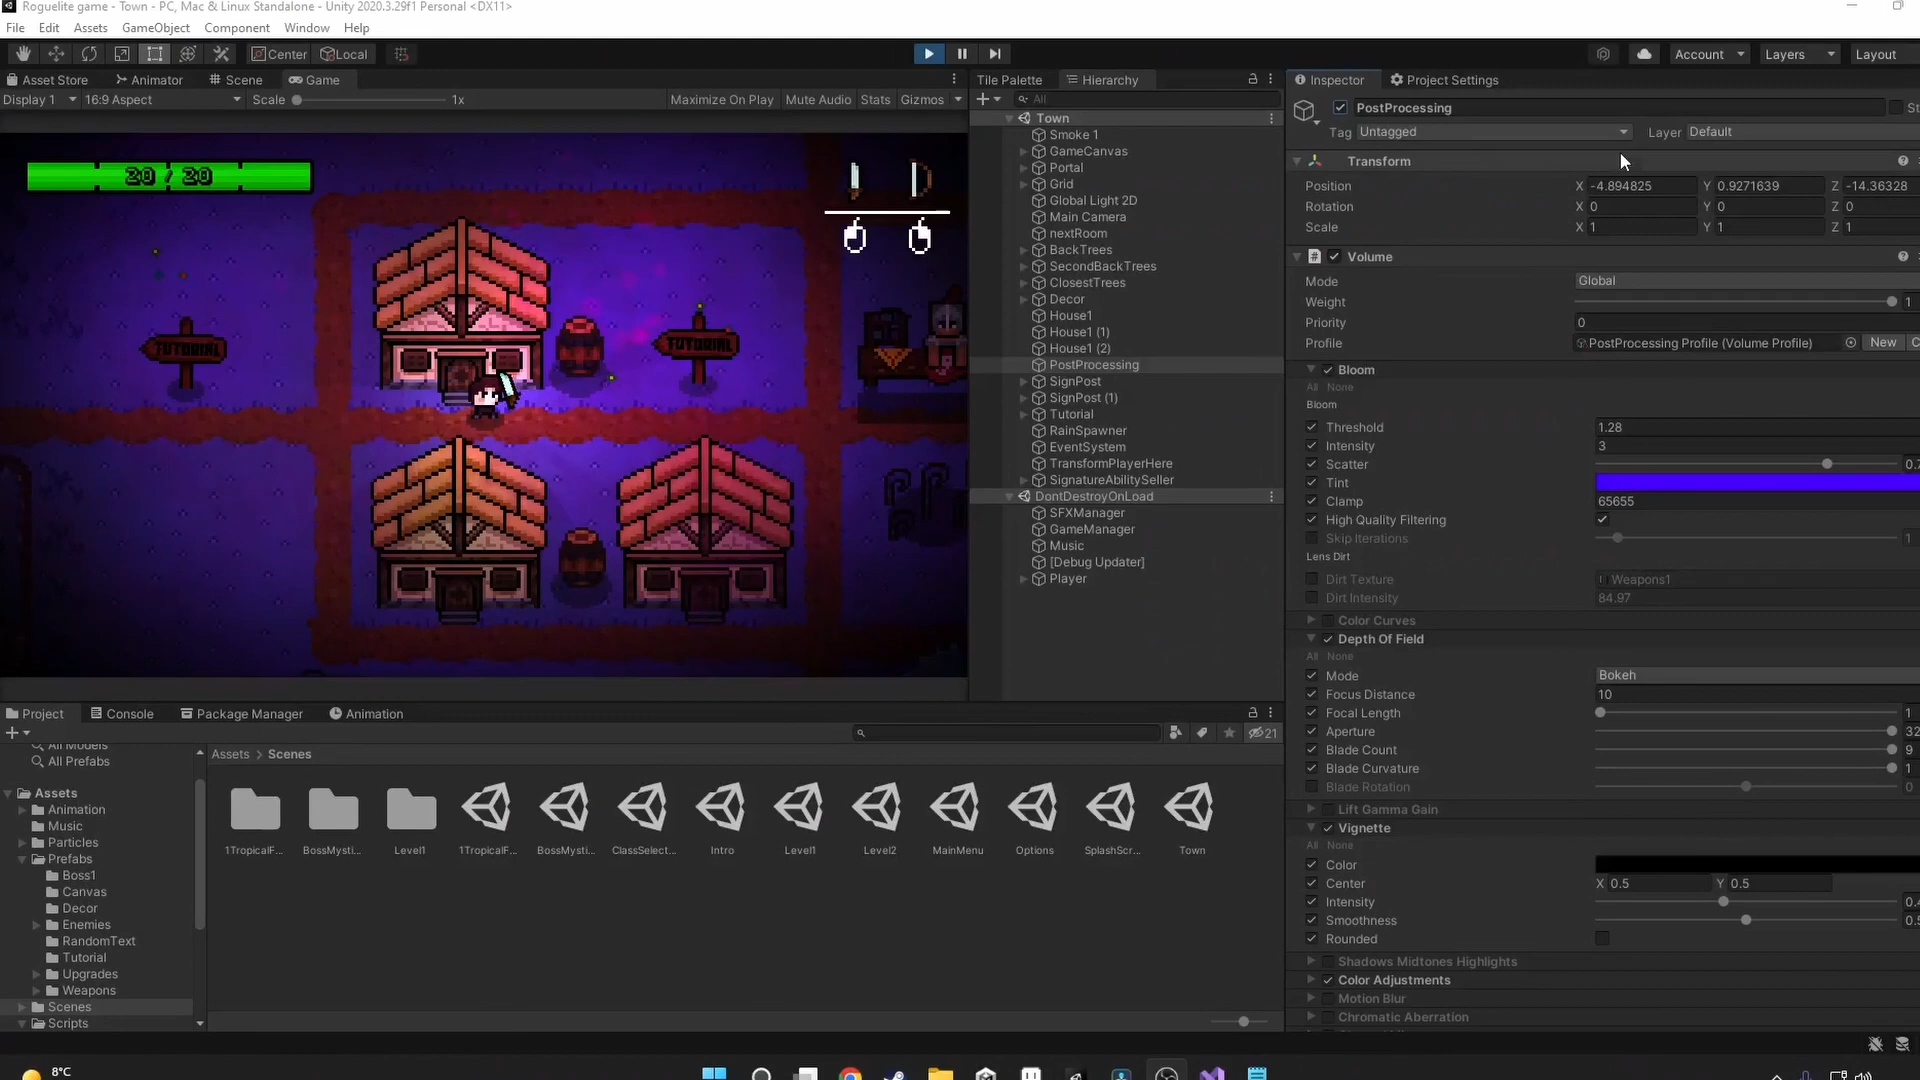 Roguelite game - Town - PC, Mac & Linux Standalone - Unity 2020.3.29f1 Personal <DX11>
File Edit Assets GameObject Component Window Help
Center Local Account Layers Layout
Asset Store Animator Scene Game
Display 1 16:9 Aspect Scale 1x Maximize On Play Mute Audio Stats Gizmos
20 / 20
TUTORIAL
TUTORIAL
Tile Palette Hierarchy
All
Town
Smoke 1
GameCanvas
Portal
Grid
Global Light 2D
Main Camera
nextRoom
BackTrees
SecondBackTrees
ClosestTrees
Decor
House1
House1 (1)
House1 (2)
PostProcessing
SignPost
SignPost (1)
Tutorial
RainSpawner
EventSystem
TransformPlayerHere
SignatureAbilitySeller
DontDestroyOnLoad
SFXManager
GameManager
Music
[Debug Updater]
Player
Inspector Project Settings
PostProcessing St
Tag Untagged Layer Default
Transform
Position X -4.894825 Y 0.9271639 Z -14.36328
Rotation X 0 Y 0 Z 0
Scale X 1 Y 1 Z 1
# Volume
Mode Global
Weight 1
Priority 0
Profile PostProcessing Profile (Volume Profile) New C
Bloom
All None
Bloom
Threshold 1.28
Intensity 3
Scatter 0.7
Tint
Clamp 65655
High Quality Filtering
Skip Iterations 1
Lens Dirt
Dirt Texture Weapons1
Dirt Intensity 84.97
Color Curves
Depth Of Field
All None
Mode Bokeh
Focus Distance 10
Focal Length 1
Aperture 32
Blade Count 9
Blade Curvature 1
Blade Rotation 0
Lift Gamma Gain
Vignette
All None
Color
Center X 0.5 Y 0.5
Intensity 0.4
Smoothness 0.5
Rounded
Shadows Midtones Highlights
Color Adjustments
Motion Blur
Chromatic Aberration
Project Console Package Manager Animation
21
All Models
All Prefabs
Assets
Animation
Music
Particles
Prefabs
Boss1
Canvas
Decor
Enemies
RandomText
Tutorial
Upgrades
Weapons
Scenes
Scripts
Assets > Scenes
1TropicalF... BossMysti... Level1 1TropicalF... BossMysti... ClassSelect... Intro Level1 Level2 MainMenu Options SplashScr... Town
8°C